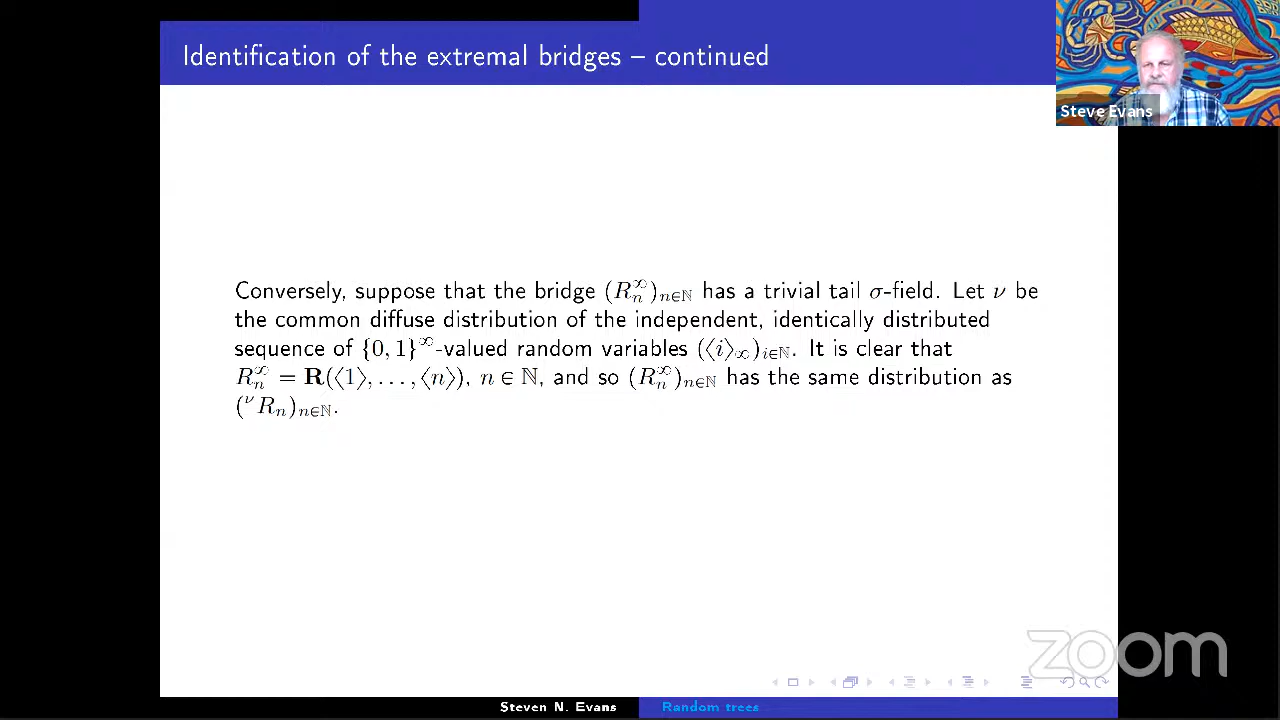 Identification of the extremal bridges – continued
Steve Evans
Conversely, suppose that the bridge (R_n^∞)_{n∈ℕ} has a trivial tail σ-field. Let ν be
the common diffuse distribution of the independent, identically distributed
sequence of {0, 1}^∞-valued random variables (⟨i⟩_∞)_{i∈ℕ}. It is clear that
R_n^∞ = R(⟨1⟩, . . . , ⟨n⟩), n ∈ ℕ, and so (R_n^∞)_{n∈ℕ} has the same distribution as
(^νR_n)_{n∈ℕ}.
zoom
Steven N. Evans
Random trees